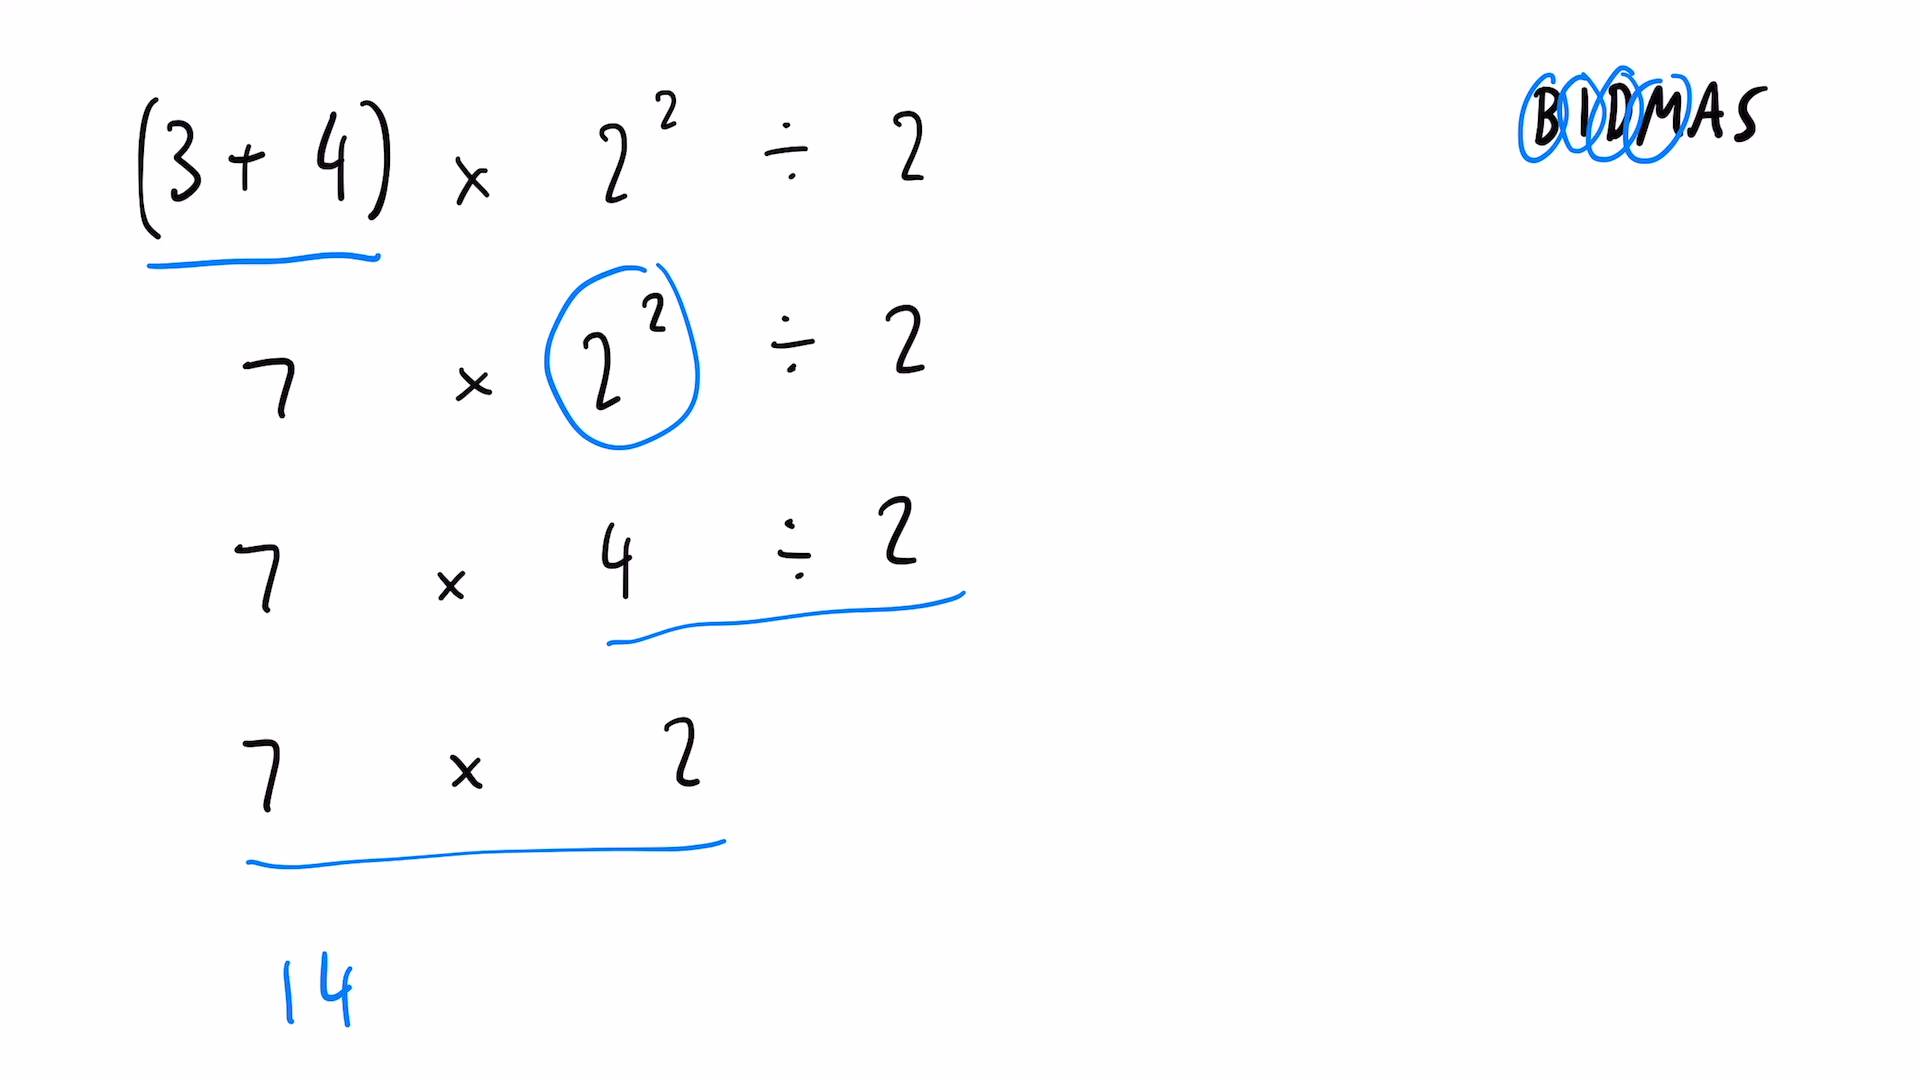 (3 + 4) × 2² ÷ 2
BIDMAS
7 × 2² ÷ 2
7 × 4 ÷ 2
7 × 2
14